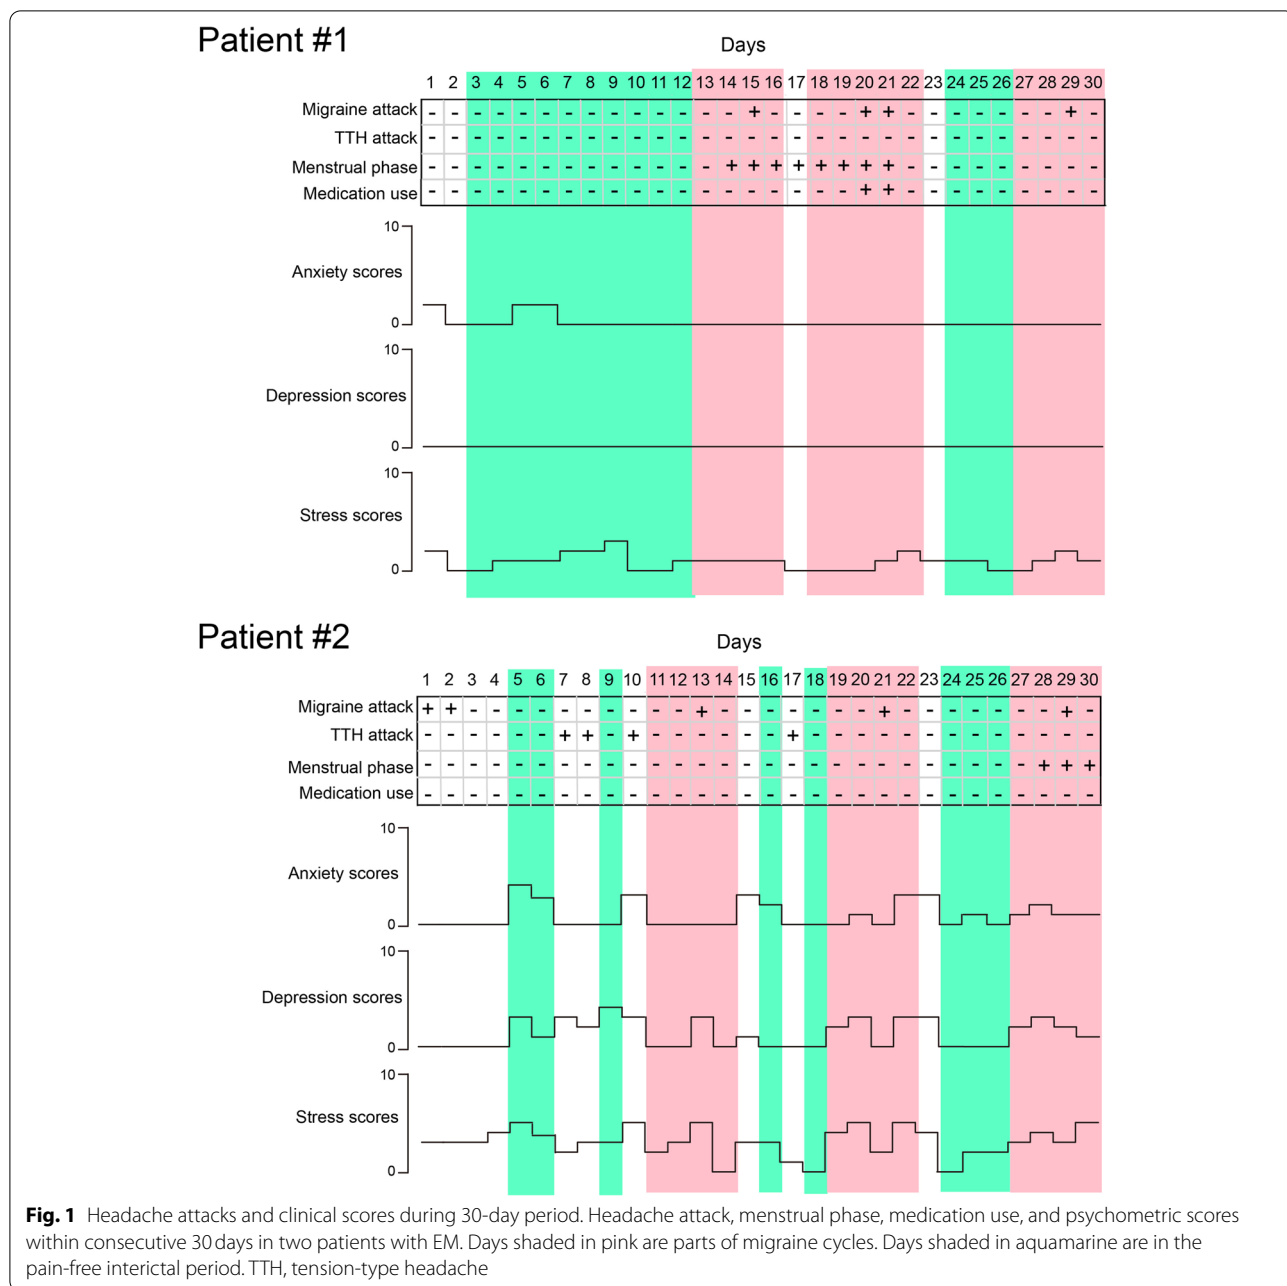 Patient #1
Days
1 2 3 4 5 6 7 8 9 10 11 12 13 14 15 16 17 18 19 20 21 22 23 24 25 26 27 28 29 30
Migraine attack - - - - - - - - - - - - - - + - - - - + + - - - - - - - + -
TTH attack - - - - - - - - - - - - - - - - - - - - - - - - - - - - - -
Menstrual phase - - - - - - - - - - - - - + + + + + + + + - - - - - - - - -
Medication use - - - - - - - - - - - - - - - - - - - + + - - - - - - - - -
10
Anxiety scores
0
10
Depression scores
0
10
Stress scores
0
Patient #2
Days
1 2 3 4 5 6 7 8 9 10 11 12 13 14 15 16 17 18 19 20 21 22 23 24 25 26 27 28 29 30
Migraine attack + + - - - - - - - - - - + - - - - - - - + - - - - - - - + -
TTH attack - - - - - - + + - + - - - - - - + - - - - - - - - - - - - -
Menstrual phase - - - - - - - - - - - - - - - - - - - - - - - - - - - + + +
Medication use - - - - - - - - - - - - - - - - - - - - - - - - - - - - - -
10
Anxiety scores
0
10
Depression scores
0
10
Stress scores
0
Fig. 1 Headache attacks and clinical scores during 30-day period. Headache attack, menstrual phase, medication use, and psychometric scores
within consecutive 30 days in two patients with EM. Days shaded in pink are parts of migraine cycles. Days shaded in aquamarine are in the
pain-free interictal period. TTH, tension-type headache